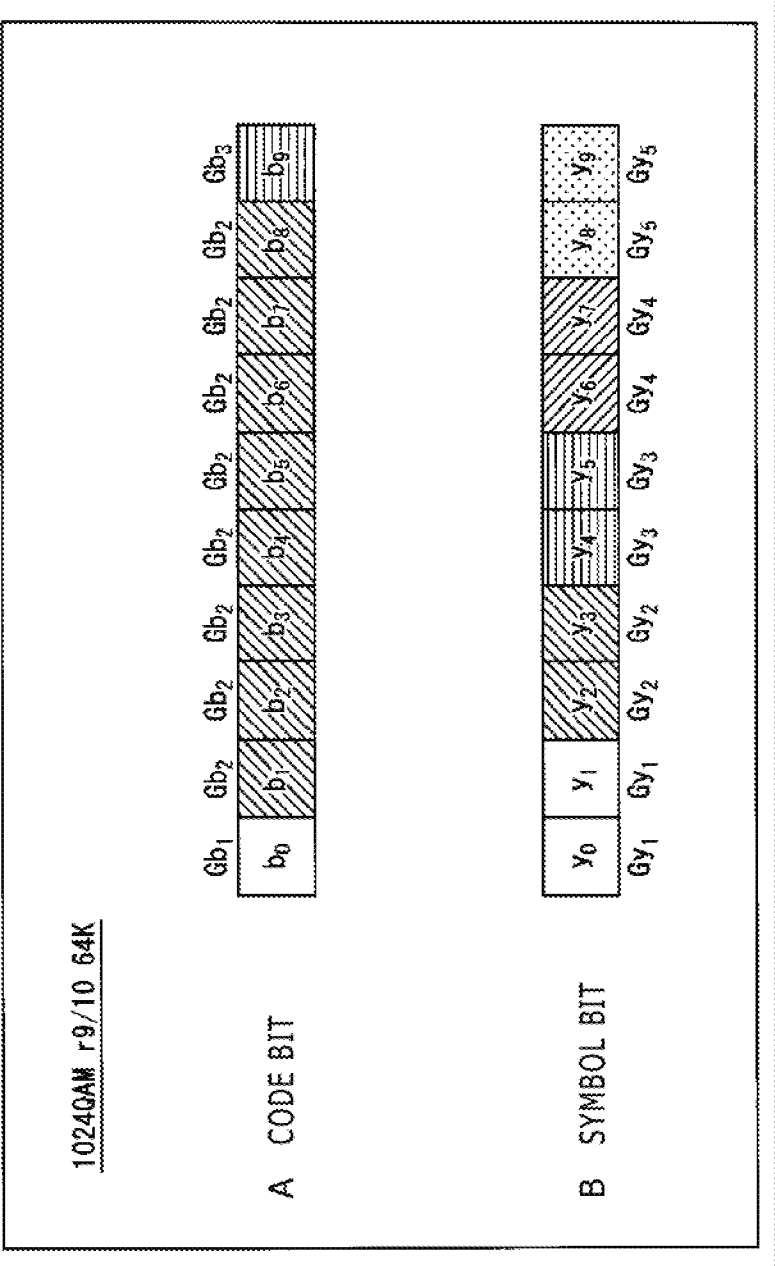 1024QAM r9/10 64K
A CODE BIT
Gb₁ Gb₂ Gb₂ Gb₂ Gb₂ Gb₂ Gb₂ Gb₂ Gb₂ Gb₃
b₀ b₁ b₂ b₃ b₄ b₅ b₆ b₇ b₈ b₉
B SYMBOL BIT
y₀ y₁ y₂ y₃ y₄ y₅ y₆ y₇ y₈ y₉
Gy₁ Gy₁ Gy₂ Gy₂ Gy₃ Gy₃ Gy₄ Gy₄ Gy₅ Gy₅